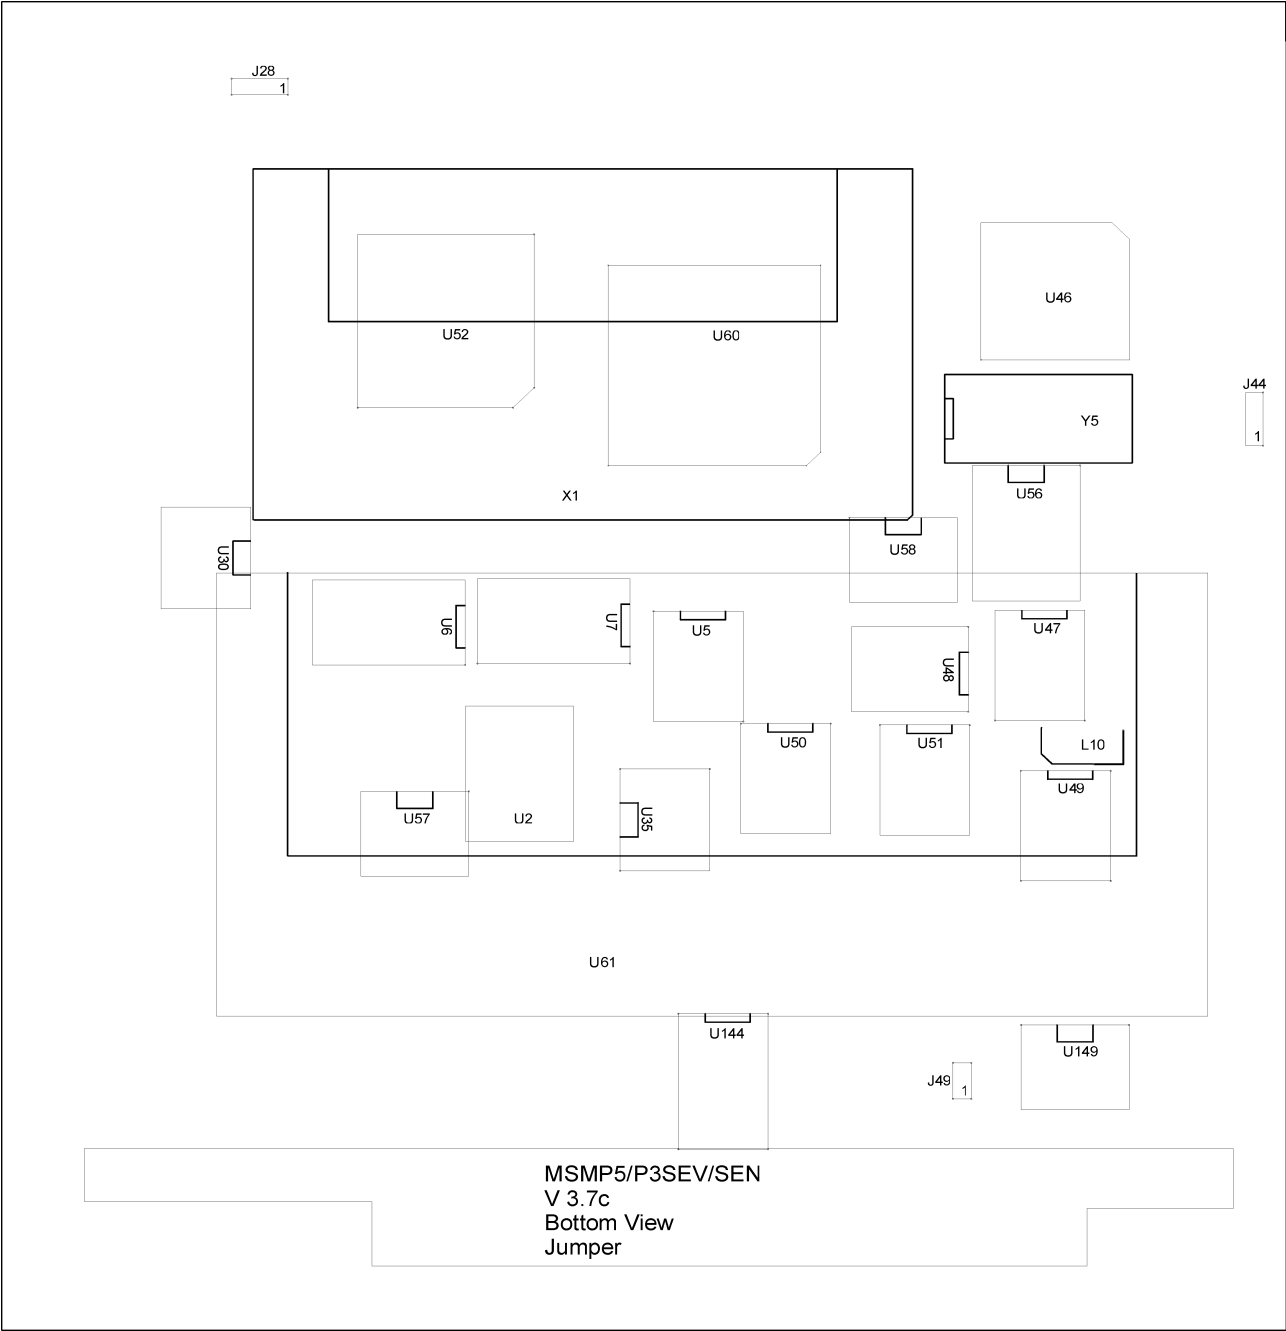 J28
1
U46
U52
U60
J44
1
Y5
X1
U56
U58
U30
U6
U7
U5
U47
U48
U50
U51
L10
U49
U57
U2
U35
U61
U144
U149
J49
1
MSMP5/P3SEV/SEN
V 3.7c
Bottom View
Jumper